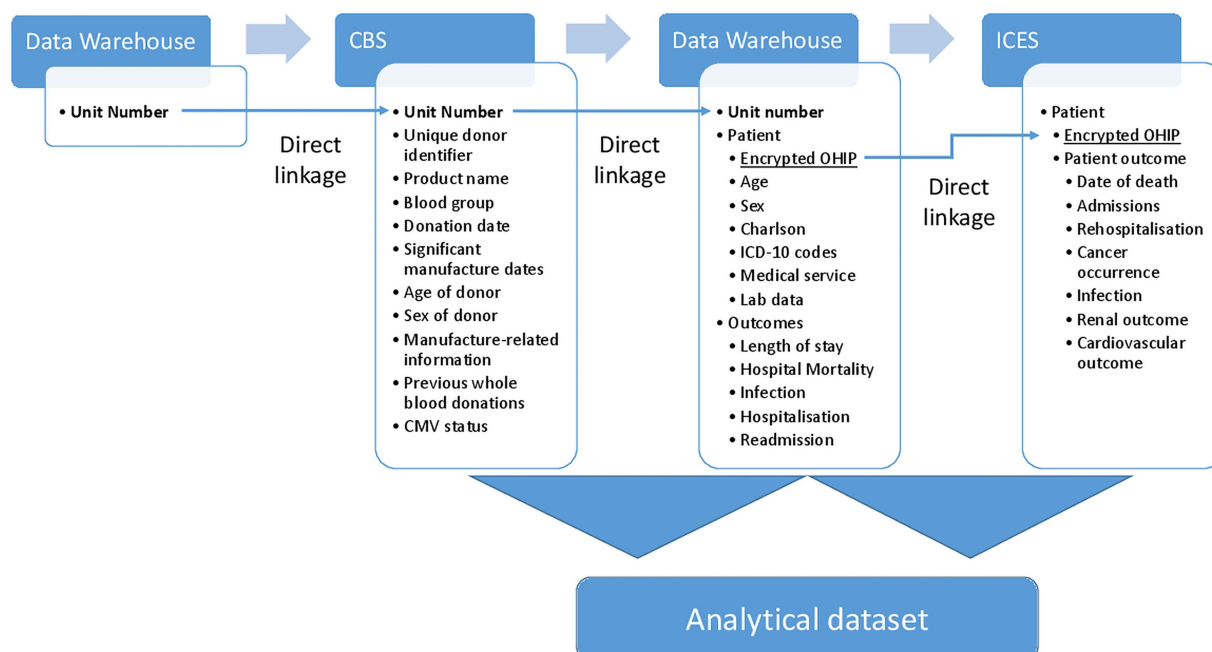 Data Warehouse
• Unit Number
Direct
linkage
CBS
• Unit Number
• Unique donor
identifier
• Product name
• Blood group
• Donation date
• Significant
manufacture dates
• Age of donor
• Sex of donor
• Manufacture-related
information
• Previous whole
blood donations
• CMV status
Direct
linkage
Data Warehouse
• Unit number
• Patient
• Encrypted OHIP
• Age
• Sex
• Charlson
• ICD-10 codes
• Medical service
• Lab data
• Outcomes
• Length of stay
• Hospital Mortality
• Infection
• Hospitalisation
• Readmission
Direct
linkage
ICES
• Patient
• Encrypted OHIP
• Patient outcome
• Date of death
• Admissions
• Rehospitalisation
• Cancer
occurrence
• Infection
• Renal outcome
• Cardiovascular
outcome
Analytical dataset